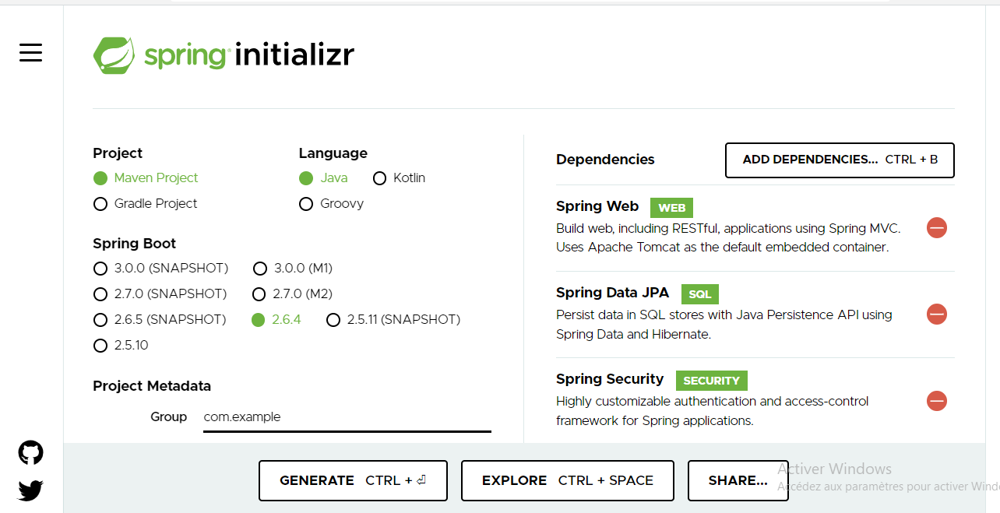 spring initializr
Project
Maven Project
Gradle Project
Language
Java Kotlin
Groovy
Spring Boot
3.0.0 (SNAPSHOT) 3.0.0 (M1)
2.7.0 (SNAPSHOT) 2.7.0 (M2)
2.6.5 (SNAPSHOT) 2.6.4 2.5.11 (SNAPSHOT)
2.5.10
Project Metadata
Group com.example
Dependencies
ADD DEPENDENCIES... CTRL + B
Spring Web WEB
Build web, including RESTful, applications using Spring MVC.
Uses Apache Tomcat as the default embedded container.
Spring Data JPA SQL
Persist data in SQL stores with Java Persistence API using
Spring Data and Hibernate.
Spring Security SECURITY
Highly customizable authentication and access-control
framework for Spring applications.
GENERATE CTRL + ⏎
EXPLORE CTRL + SPACE
SHARE...
Activer Windows
Accédez aux paramètres pour activer Wind